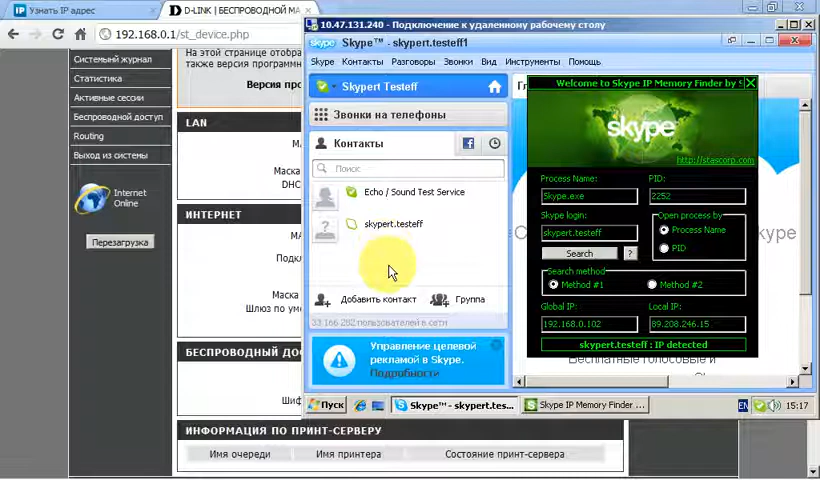 Узнать IP адрес
D-LINK | БЕСПРОВОДНОЙ МА
192.168.0.1/st_device.php
Системный журнал
Статистика
Активные сессии
Беспроводной доступ
Routing
Выход из системы
Internet
Online
Перезагрузка
На этой странице отобра
также версия программн
Версия про
LAN
МА
Маска
DHC
ИНТЕРНЕТ
МА
Подкл
Маска
Шлюз по умо
БЕСПРОВОДНЫЙ ДОС
МА
Шиф
ИНФОРМАЦИЯ ПО ПРИНТ-СЕРВЕРУ
Имя очереди
Имя принтера
Состояние принт-сервера
10.47.131.240 - Подключение к удаленному рабочему столу
Skype™ - skypert.testeff1
Skype
Контакты
Разговоры
Звонки
Вид
Инструменты
Помощь
Skypert Testeff
Звонки на телефоны
Контакты
Поиск
Echo / Sound Test Service
skypert.testeff
Добавить контакт
Группа
33 166 282 пользователей в сети
Управление целевой
рекламой в Skype.
Подробности
Welcome to Skype IP Memory Finder by S
skype
http://stascorp.com
Process Name:
PID:
Skype.exe
2252
Skype login:
Open process by
skypert.testeff
Process Name
Search
?
PID
Search method
Method #1
Method #2
Global IP:
Local IP:
192.168.0.102
89.208.246.15
skypert.testeff : IP detected
kype
Бесплатные голосовые и
Пуск
Skype™ - skypert.tes...
Skype IP Memory Finder ...
EN
15:17